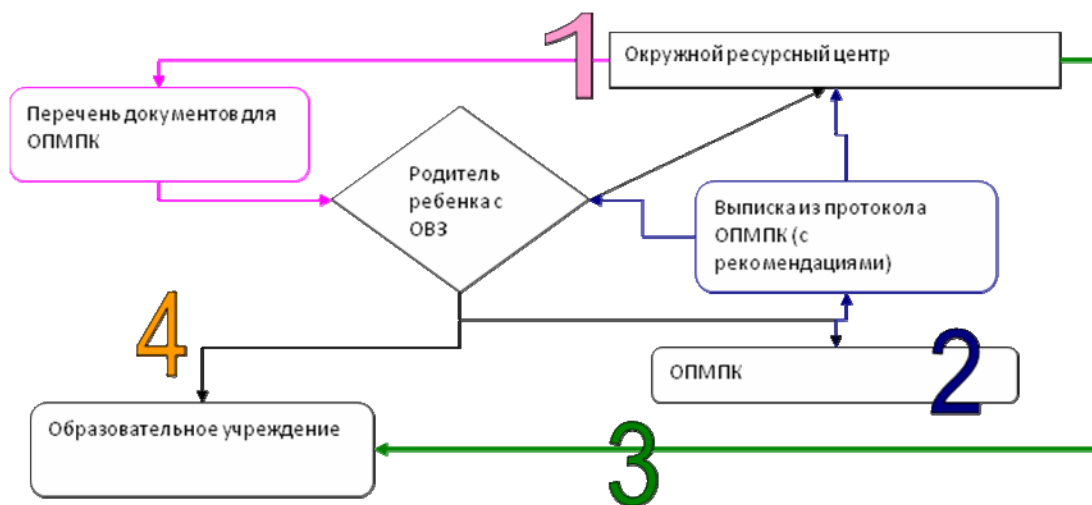 1
Окружной ресурсный центр
Перечень документов для
ОПМПК
Родитель
ребенка с
ОВЗ
Выписка из протокола
ОПМПК (с
рекомендациями)
4
ОПМПК
2
Образовательное учреждение
3